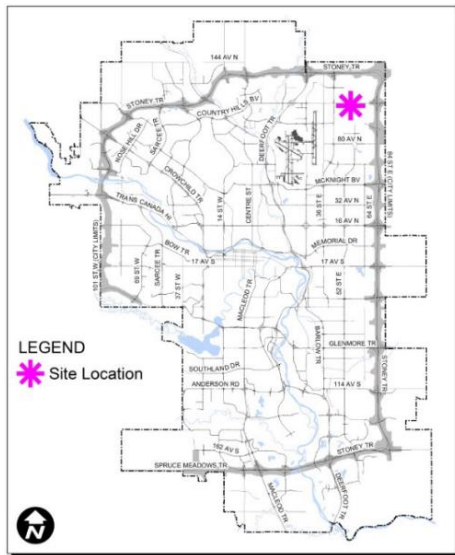 144 AV N
STONEY TR
STONEY TR
COUNTRY HILLS BV
DEERFOOT TR
NOSE HILL DR
SARCEE TR
80 AV N
CROWCHILD TR
14 ST W
CENTRE ST
36 ST E
MCKNIGHT BV
32 AV N
16 AV N
84 ST E (CITY LIMITS)
68 ST E
TRANS CANADA HI
MEMORIAL DR
BOW TR
17 AV S
17 AV S
101 ST W (CITY LIMITS)
69 ST W
SARCEE TR
37 ST W
MACLEOD TR
52 ST E
BARLOW TR
GLENMORE TR
LEGEND
Site Location
SOUTHLAND DR
ANDERSON RD
114 AV S
STONEY TR
162 AV S
STONEY TR
SPRUCE MEADOWS TR
MACLEOD TR
DEERFOOT TR
N